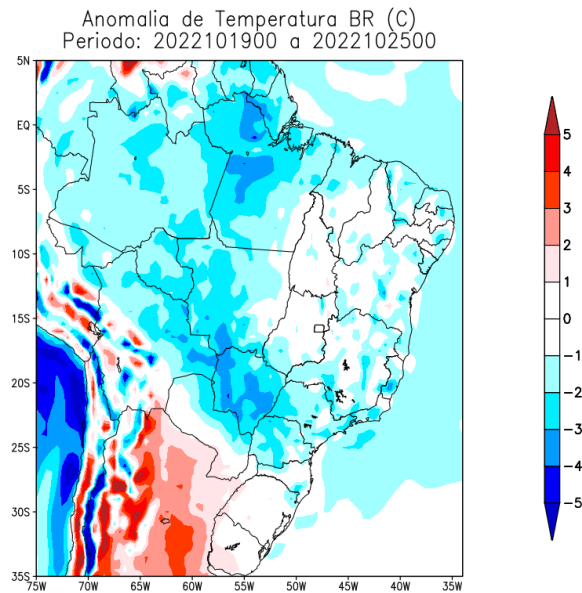 Anomalia de Temperatura BR (C)
Periodo: 2022101900 a 2022102500
5N
EQ
5S
10S
15S
20S
25S
30S
35S
75W 70W 65W 60W 55W 50W 45W 40W 35W
5
4
3
2
1
0
-1
-2
-3
-4
-5